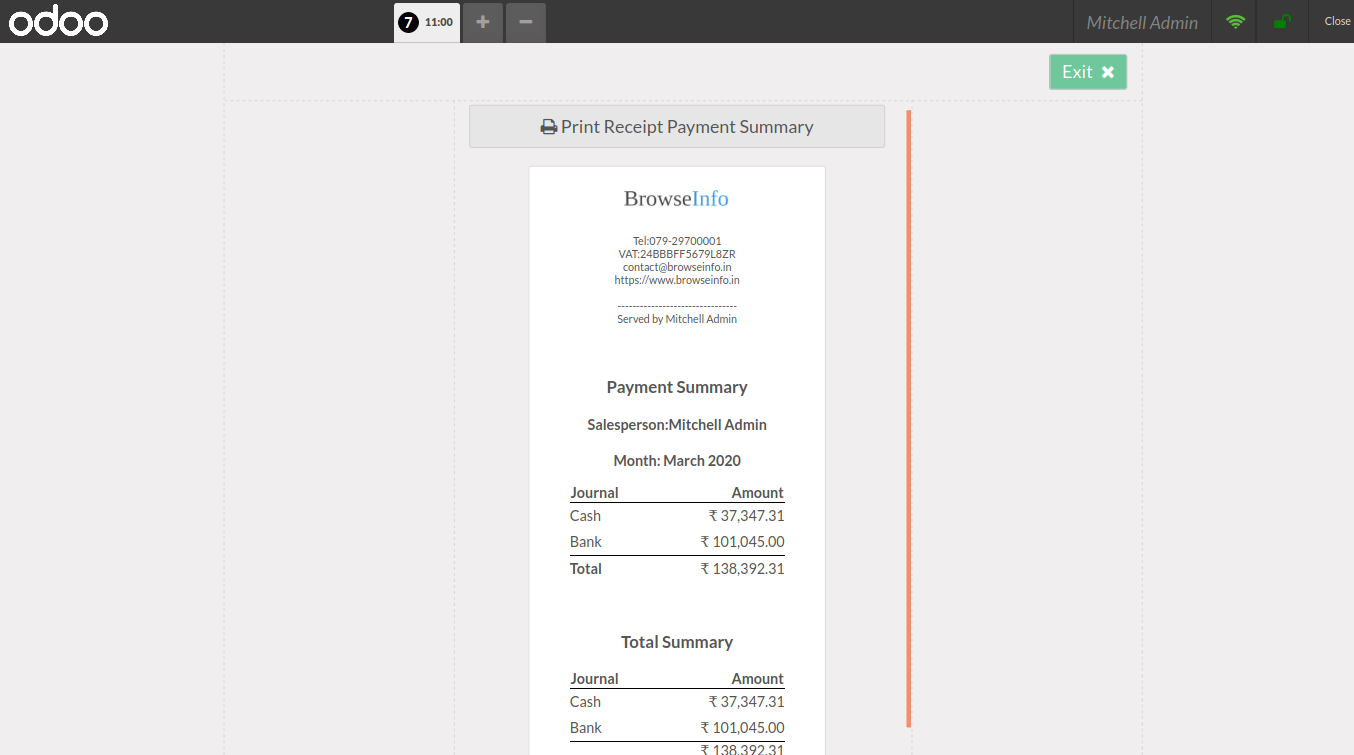 odoo
7 11:00 + −
Mitchell Admin
Close
Exit ✖
Print Receipt Payment Summary
BrowseInfo
Tel:079-29700001
VAT:24BBBFF5679L8ZR
contact@browseinfo.in
https://www.browseinfo.in
--------------------------------
Served by Mitchell Admin
Payment Summary
Salesperson:Mitchell Admin
Month: March 2020
Journal Amount
Cash ₹ 37,347.31
Bank ₹ 101,045.00
Total ₹ 138,392.31
Total Summary
Journal Amount
Cash ₹ 37,347.31
Bank ₹ 101,045.00
₹ 138,392.31